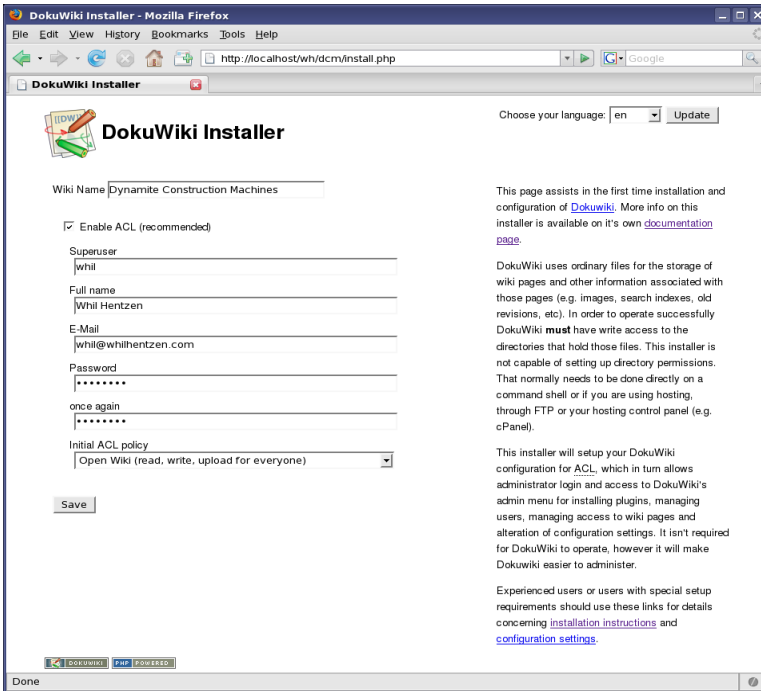 DokuWiki Installer - Mozilla Firefox
File Edit View History Bookmarks Tools Help
http://localhost/wh/dcm/install.php
Google
DokuWiki Installer
[[DW
DokuWiki Installer
Choose your language: en Update
Wiki Name Dynamite Construction Machines
Enable ACL (recommended)
Superuser
whil
Full name
Whil Hentzen
E-Mail
whil@whilhentzen.com
Password
••••••••
once again
••••••••
Initial ACL policy
Open Wiki (read, write, upload for everyone)
Save
This page assists in the first time installation and
configuration of Dokuwiki. More info on this
installer is available on it's own documentation
page.
DokuWiki uses ordinary files for the storage of
wiki pages and other information associated with
those pages (e.g. images, search indexes, old
revisions, etc). In order to operate successfully
DokuWiki must have write access to the
directories that hold those files. This installer is
not capable of setting up directory permissions.
That normally needs to be done directly on a
command shell or if you are using hosting,
through FTP or your hosting control panel (e.g.
cPanel).
This installer will setup your DokuWiki
configuration for ACL, which in turn allows
administrator login and access to DokuWiki's
admin menu for installing plugins, managing
users, managing access to wiki pages and
alteration of configuration settings. It isn't required
for DokuWiki to operate, however it will make
Dokuwiki easier to administer.
Experienced users or users with special setup
requirements should use these links for details
concerning installation instructions and
configuration settings.
DOKUWIKI PHP POWERED
Done